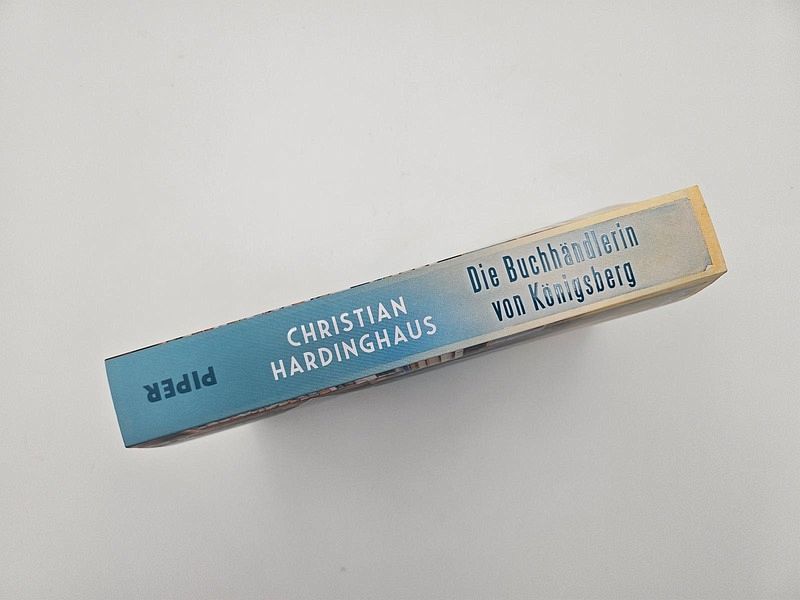 PIPER
CHRISTIAN
HARDINGHAUS
Die Buchhändlerin
von Königsberg